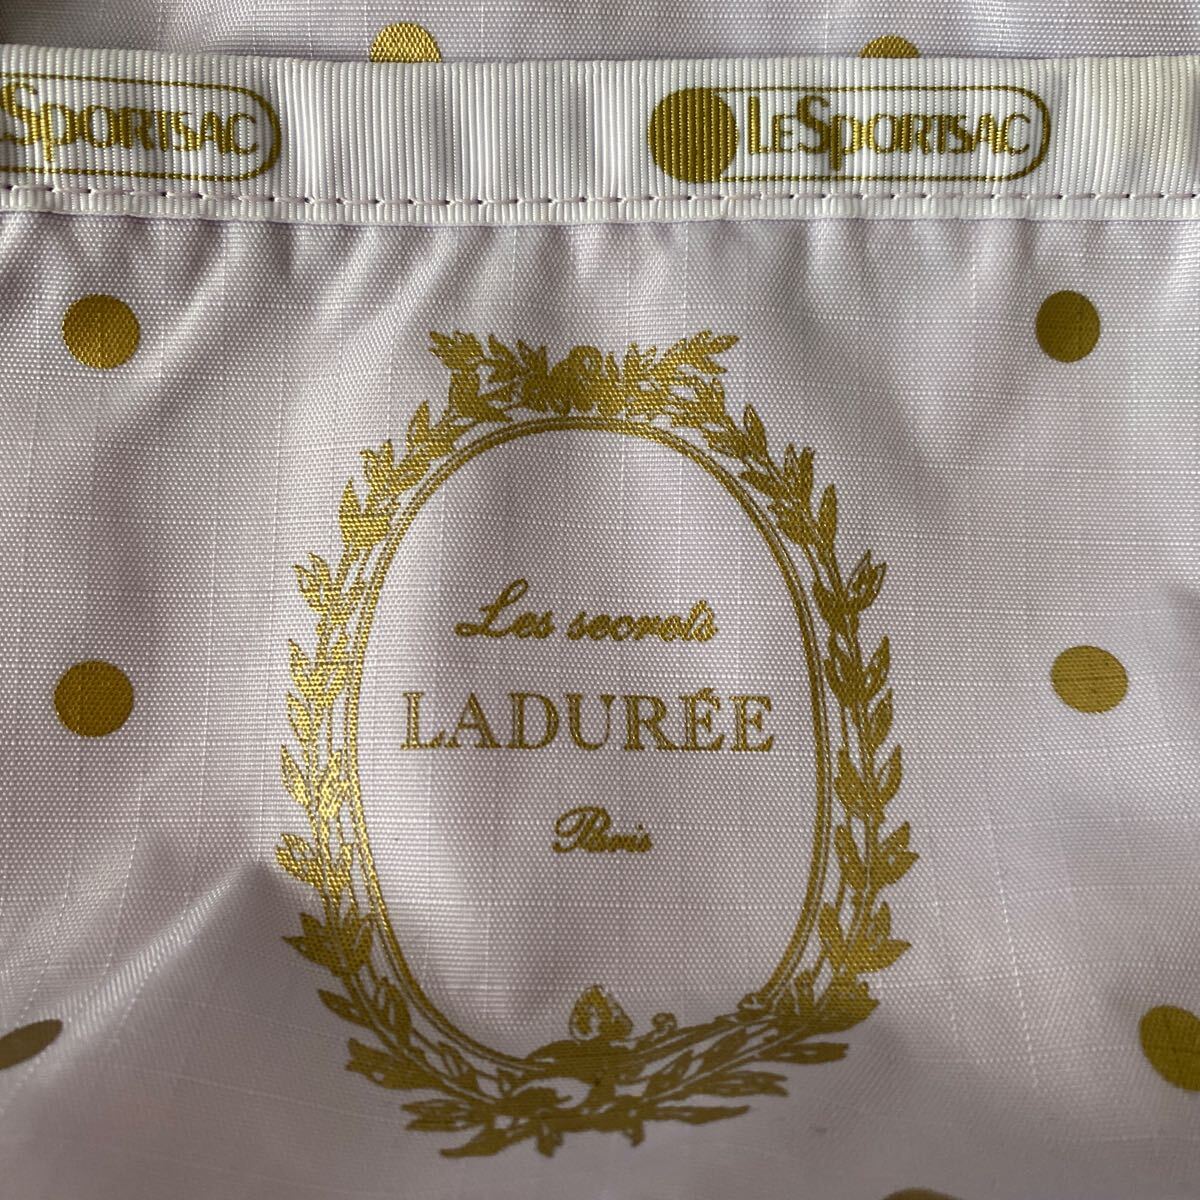 LeSportsac LeSportsac
Les secrets
LADURÉE
Paris